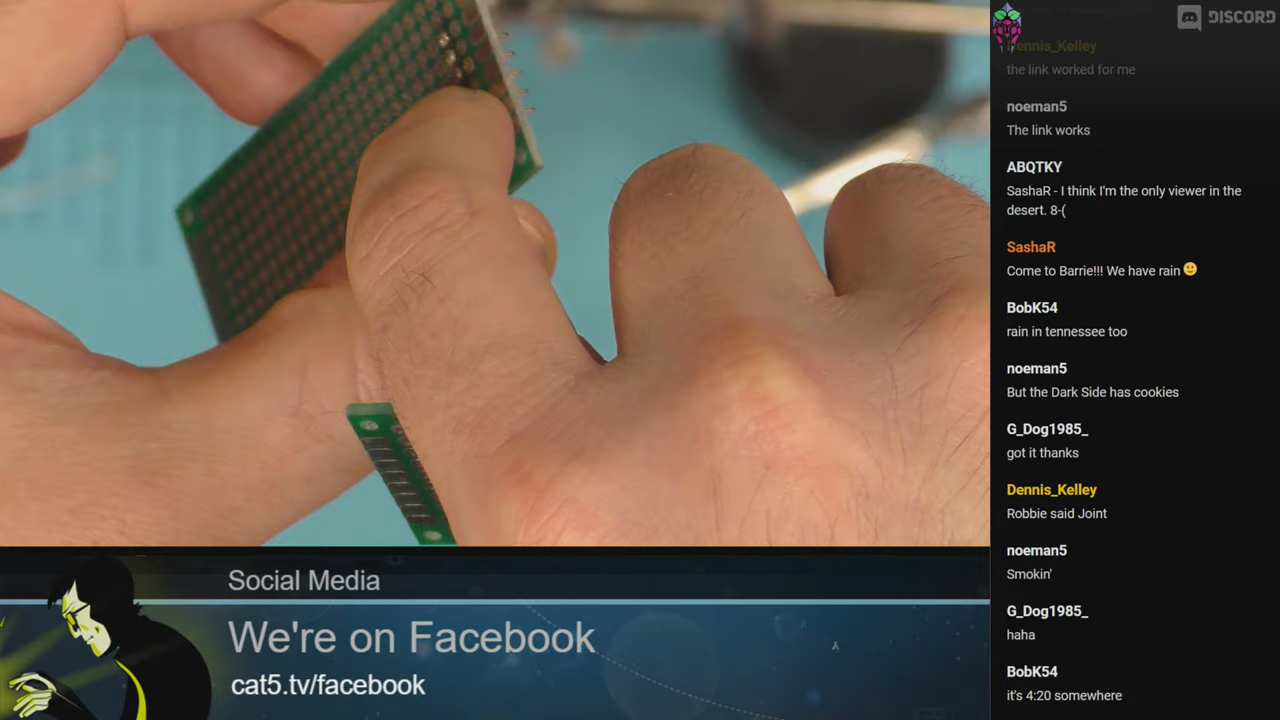 DISCORD
Dennis_Kelley
the link worked for me
noeman5
The link works
ABQTKY
SashaR - I think I'm the only viewer in the
desert. 8-(
SashaR
Come to Barrie!!! We have rain 🙂
BobK54
rain in tennessee too
noeman5
But the Dark Side has cookies
G_Dog1985_
got it thanks
Dennis_Kelley
Robbie said Joint
noeman5
Smokin'
G_Dog1985_
haha
BobK54
it's 4:20 somewhere
Social Media
We're on Facebook
cat5.tv/facebook